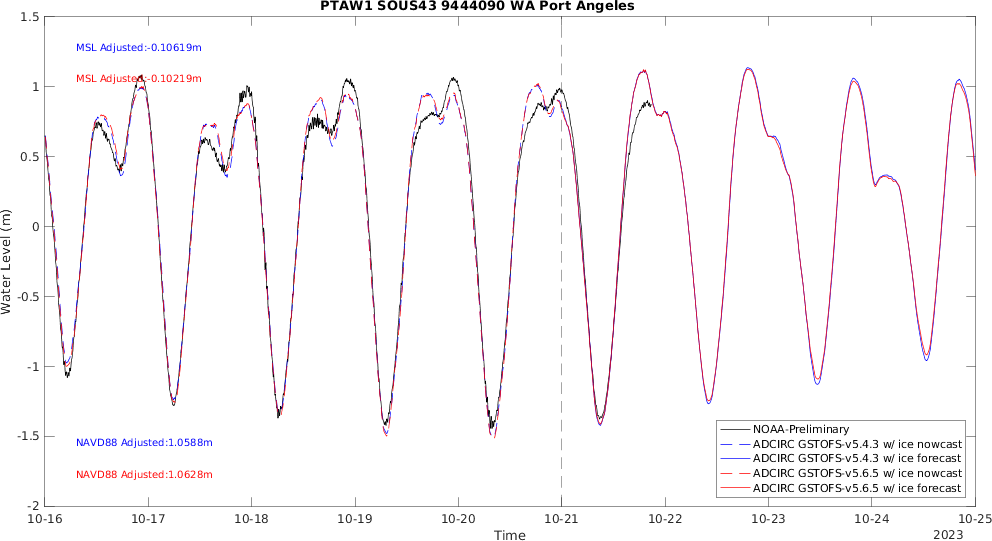 PTAW1 SOUS43 9444090 WA Port Angeles
1.5
1
0.5
0
-0.5
-1
-1.5
-2
Water Level (m)
MSL Adjusted:-0.10619m
MSL Adjusted:-0.10219m
NAVD88 Adjusted:1.0588m
NAVD88 Adjusted:1.0628m
NOAA-Preliminary
ADCIRC GSTOFS-v5.4.3 w/ ice nowcast
ADCIRC GSTOFS-v5.4.3 w/ ice forecast
ADCIRC GSTOFS-v5.6.5 w/ ice nowcast
ADCIRC GSTOFS-v5.6.5 w/ ice forecast
10-16 10-17 10-18 10-19 10-20 10-21 10-22 10-23 10-24 10-25
Time
2023